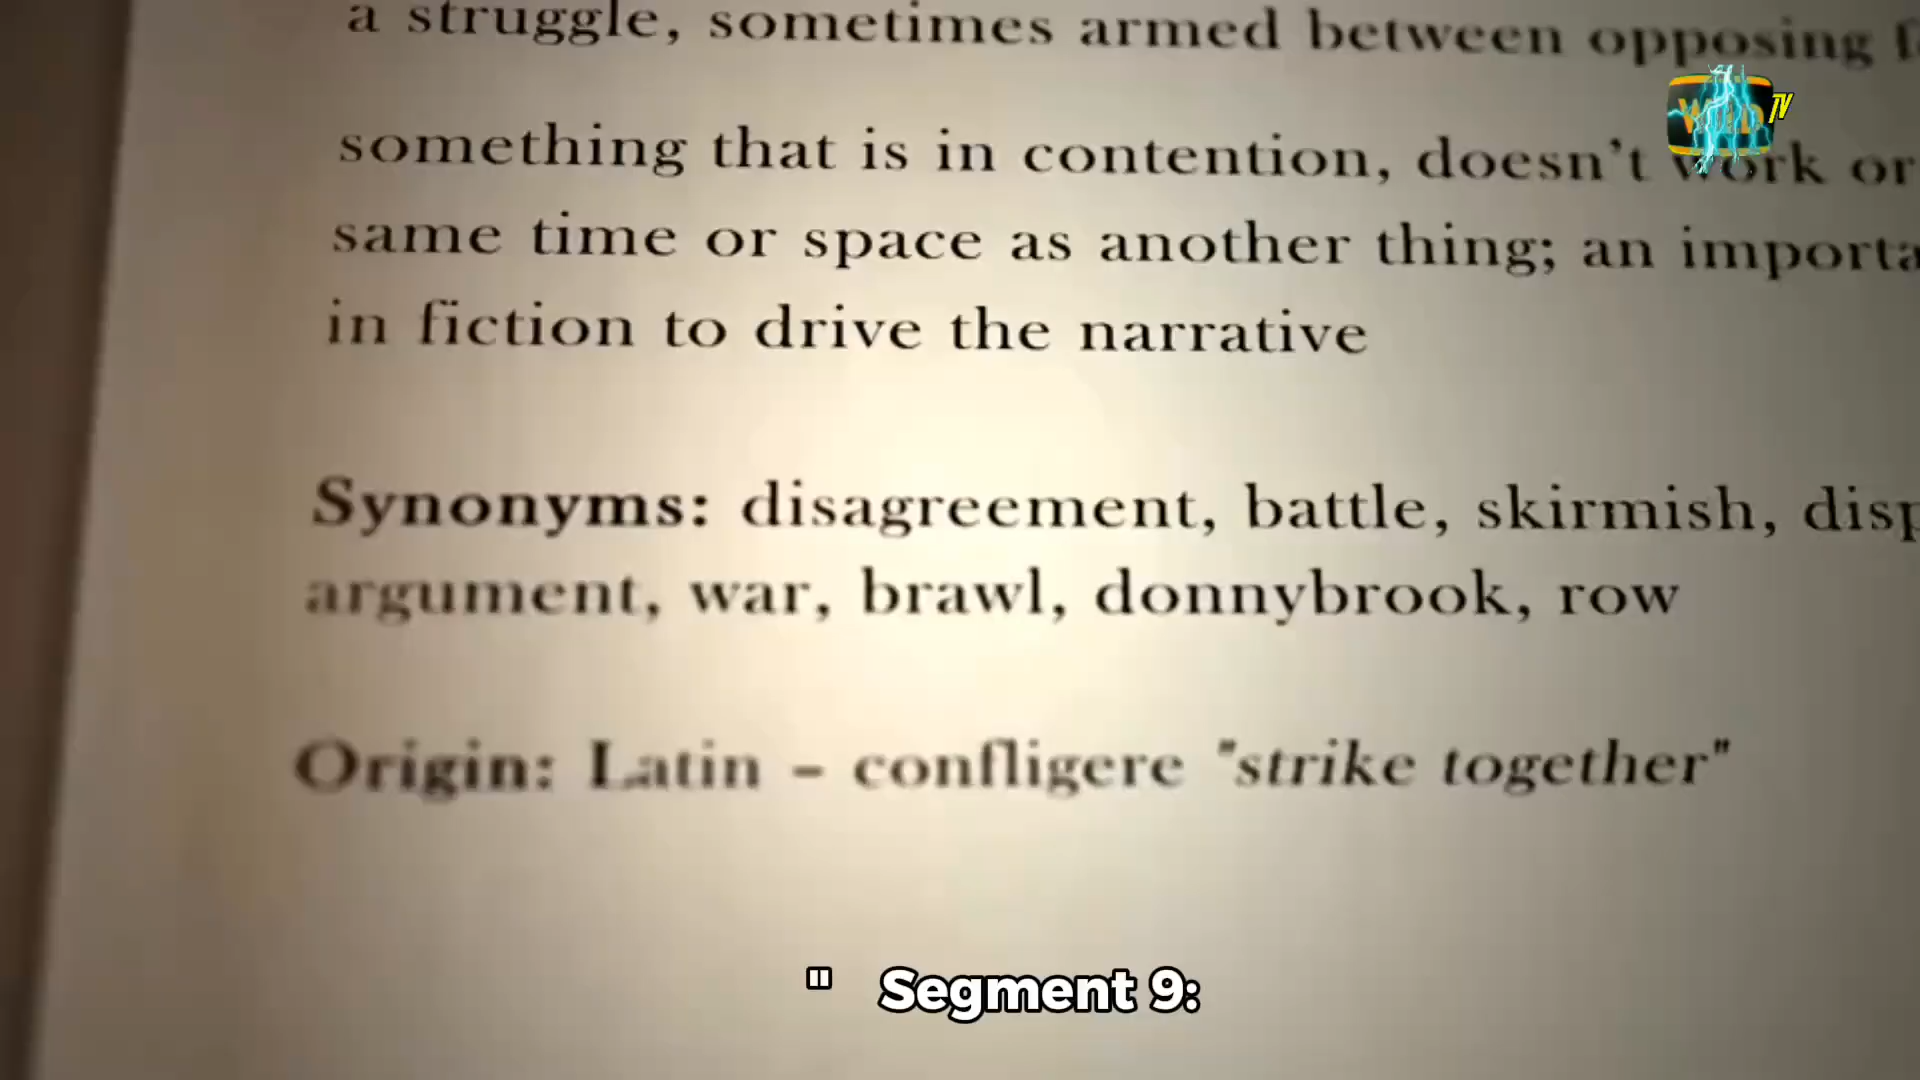 a struggle, sometimes armed between opposing
something that is in contention, doesn't work or
same time or space as another thing; an importa
in fiction to drive the narrative
Synonyms: disagreement, battle, skirmish, disp
argument, war, brawl, donnybrook, row
Origin: Latin – confligere "strike together"
TV
" Segment 9: